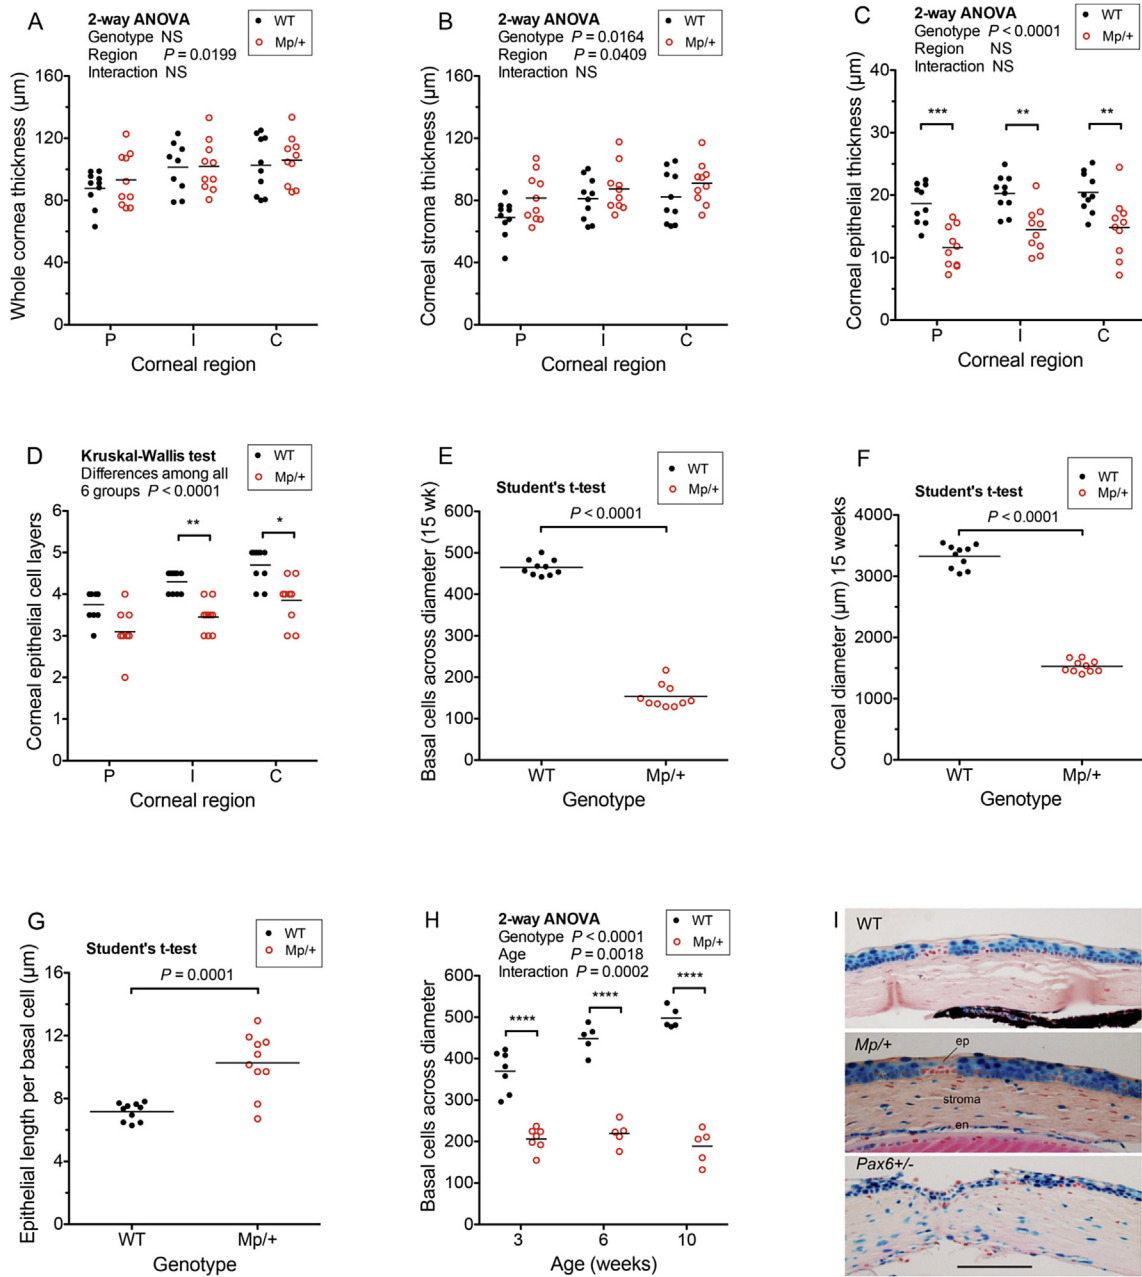 A
2-way ANOVA
Genotype NS
Region P = 0.0199
Interaction NS
WT
Mp/+
Whole cornea thickness (µm)
160
120
80
40
0
P I C
Corneal region
B
2-way ANOVA
Genotype P = 0.0164
Region P = 0.0409
Interaction NS
WT
Mp/+
Corneal stroma thickness (µm)
160
120
80
40
0
P I C
Corneal region
C
2-way ANOVA
Genotype P < 0.0001
Region NS
Interaction NS
WT
Mp/+
Corneal epithelial thickness (µm)
40
30
20
10
0
*** ** **
P I C
Corneal region
D
Kruskal-Wallis test
Differences among all
6 groups P < 0.0001
WT
Mp/+
Corneal epithelial cell layers
6
5
4
3
2
1
0
** *
P I C
Corneal region
E
Student's t-test
WT
Mp/+
P < 0.0001
Basal cells across diameter (15 wk)
600
500
400
300
200
100
0
WT Mp/+
Genotype
F
Student's t-test
WT
Mp/+
P < 0.0001
Corneal diameter (µm) 15 weeks
4000
3000
2000
1000
0
WT Mp/+
Genotype
G
Student's t-test
WT
Mp/+
P = 0.0001
Epithelial length per basal cell (µm)
16
12
8
4
0
WT Mp/+
Genotype
H
2-way ANOVA
Genotype P < 0.0001
Age P = 0.0018
Interaction P = 0.0002
WT
Mp/+
Basal cells across diameter
600
500
400
300
200
100
0
**** **** ****
3 6 10
Age (weeks)
I
WT
Mp/+
ep
stroma
en
Pax6+/-